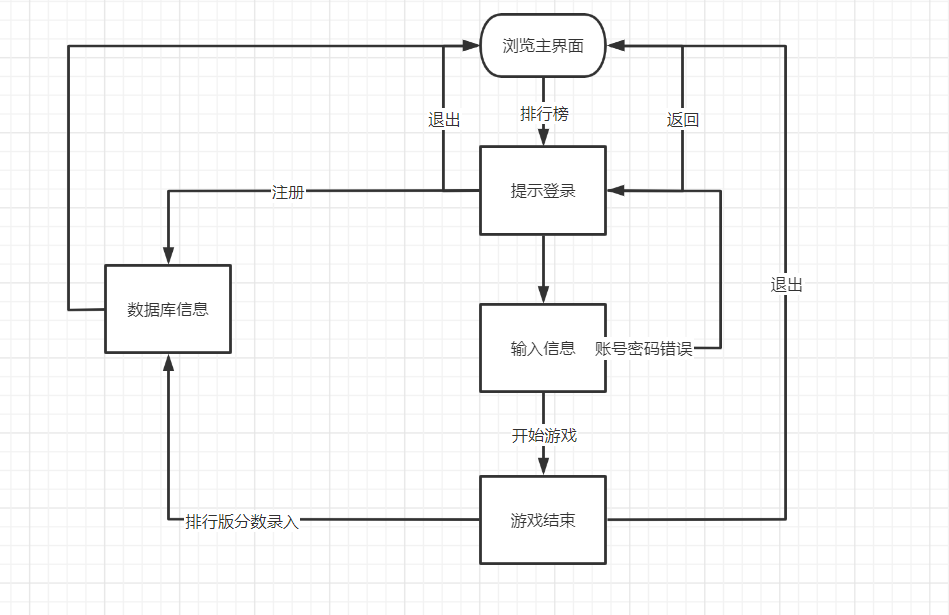 浏览主界面
退出
排行榜
返回
注册
提示登录
退出
数据库信息
输入信息
账号密码错误
开始游戏
排行版分数录入
游戏结束